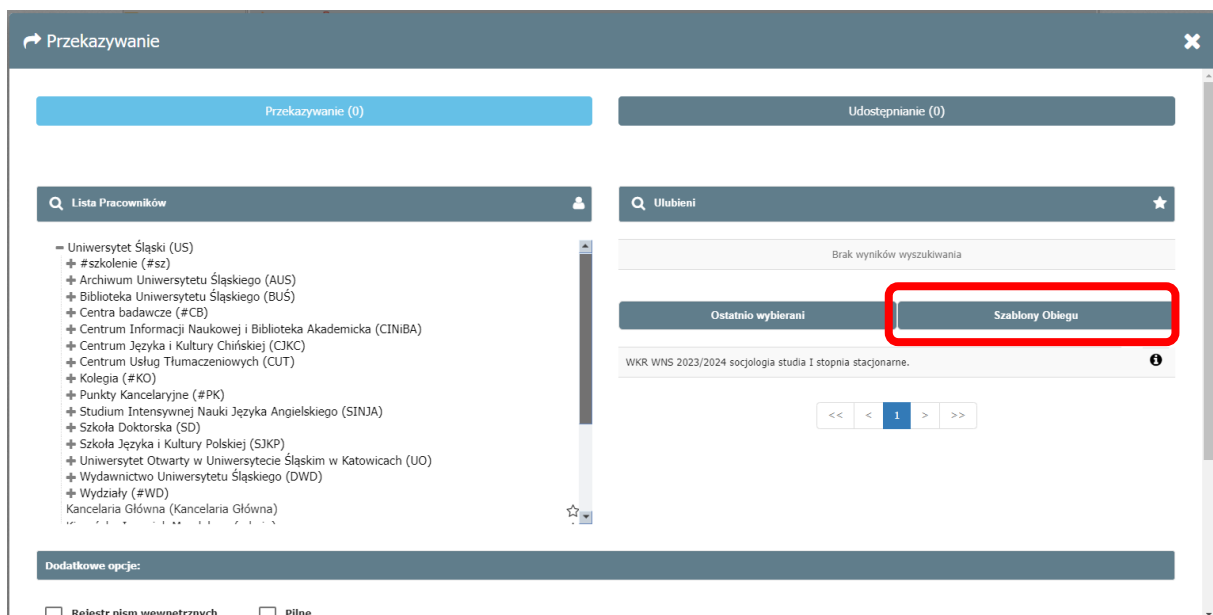 Przekazywanie
Przekazywanie (0)
Udostępnianie (0)
Lista Pracowników
Uniwersytet Śląski (US)
#szkolenie (#sz)
Archiwum Uniwersytetu Śląskiego (AUS)
Biblioteka Uniwersytetu Śląskiego (BUŚ)
Centra badawcze (#CB)
Centrum Informacji Naukowej i Biblioteka Akademicka (CINiBA)
Centrum Języka i Kultury Chińskiej (CJKC)
Centrum Usług Tłumaczeniowych (CUT)
Kolegia (#KO)
Punkty Kancelaryjne (#PK)
Studium Intensywnej Nauki Języka Angielskiego (SINJA)
Szkoła Doktorska (SD)
Szkoła Języka i Kultury Polskiej (SJKP)
Uniwersytet Otwarty w Uniwersytecie Śląskim w Katowicach (UO)
Wydawnictwo Uniwersytetu Śląskiego (DWD)
Wydziały (#WD)
Kancelaria Główna (Kancelaria Główna)
Ulubieni
Brak wyników wyszukiwania
Ostatnio wybierani
Szablony Obiegu
WKR WNS 2023/2024 socjologia studia I stopnia stacjonarne.
<< < 1 > >>
Dodatkowe opcje:
Rejestr pism wewnętrznych
Pilne